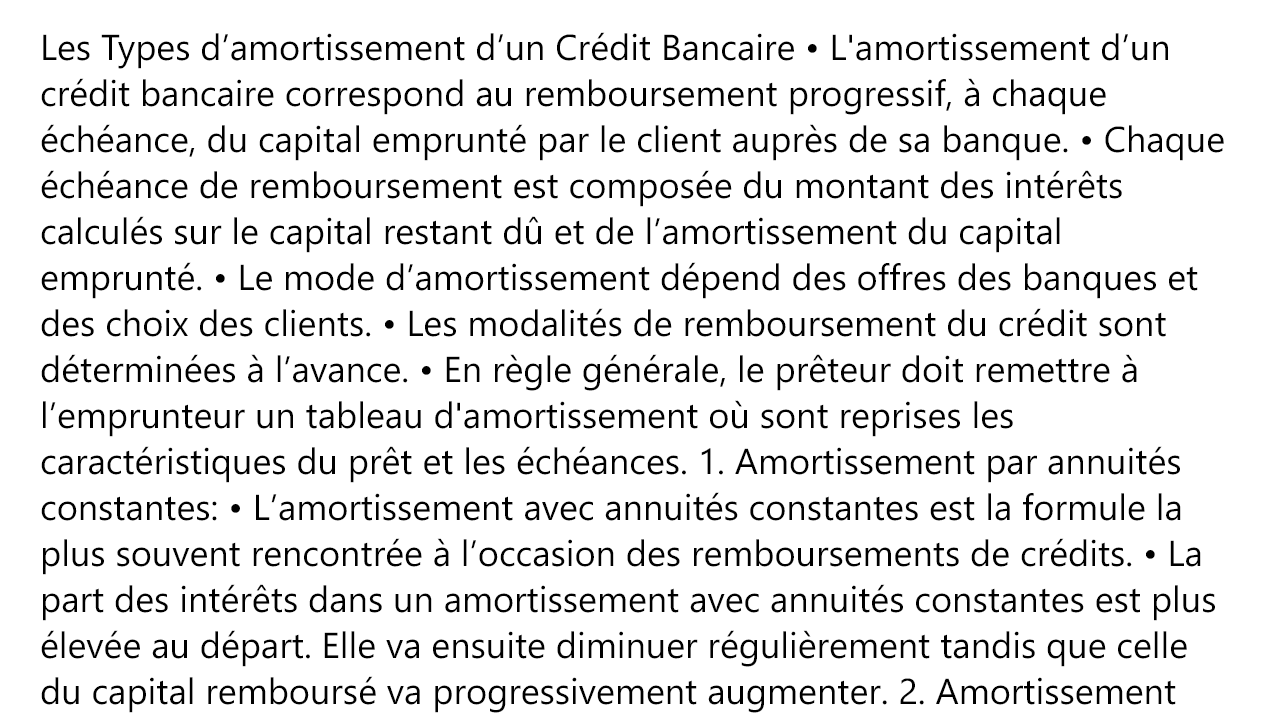 Les Types d’amortissement d’un Crédit Bancaire • L'amortissement d’un
crédit bancaire correspond au remboursement progressif, à chaque
échéance, du capital emprunté par le client auprès de sa banque. • Chaque
échéance de remboursement est composée du montant des intérêts
calculés sur le capital restant dû et de l’amortissement du capital
emprunté. • Le mode d’amortissement dépend des offres des banques et
des choix des clients. • Les modalités de remboursement du crédit sont
déterminées à l’avance. • En règle générale, le prêteur doit remettre à
l’emprunteur un tableau d'amortissement où sont reprises les
caractéristiques du prêt et les échéances. 1. Amortissement par annuités
constantes: • L’amortissement avec annuités constantes est la formule la
plus souvent rencontrée à l’occasion des remboursements de crédits. • La
part des intérêts dans un amortissement avec annuités constantes est plus
élevée au départ. Elle va ensuite diminuer régulièrement tandis que celle
du capital remboursé va progressivement augmenter. 2. Amortissement